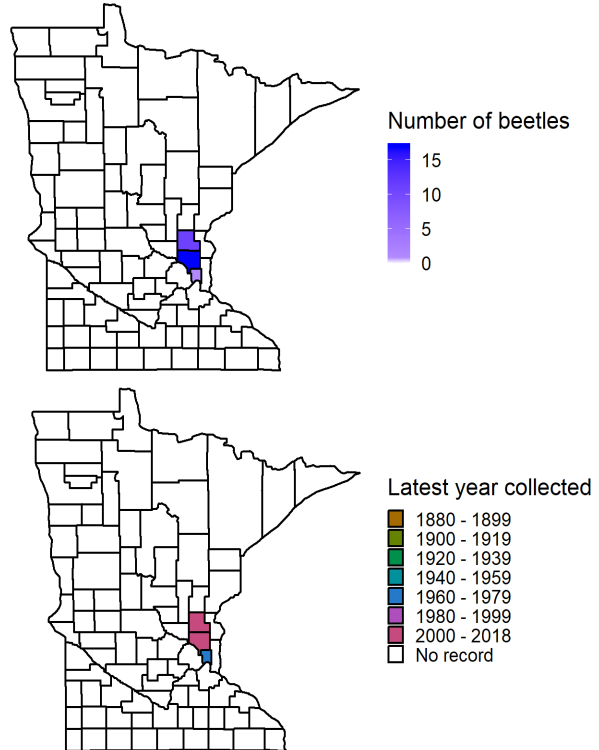 Number of beetles
15
10
5
0
Latest year collected
1880 - 1899
1900 - 1919
1920 - 1939
1940 - 1959
1960 - 1979
1980 - 1999
2000 - 2018
No record